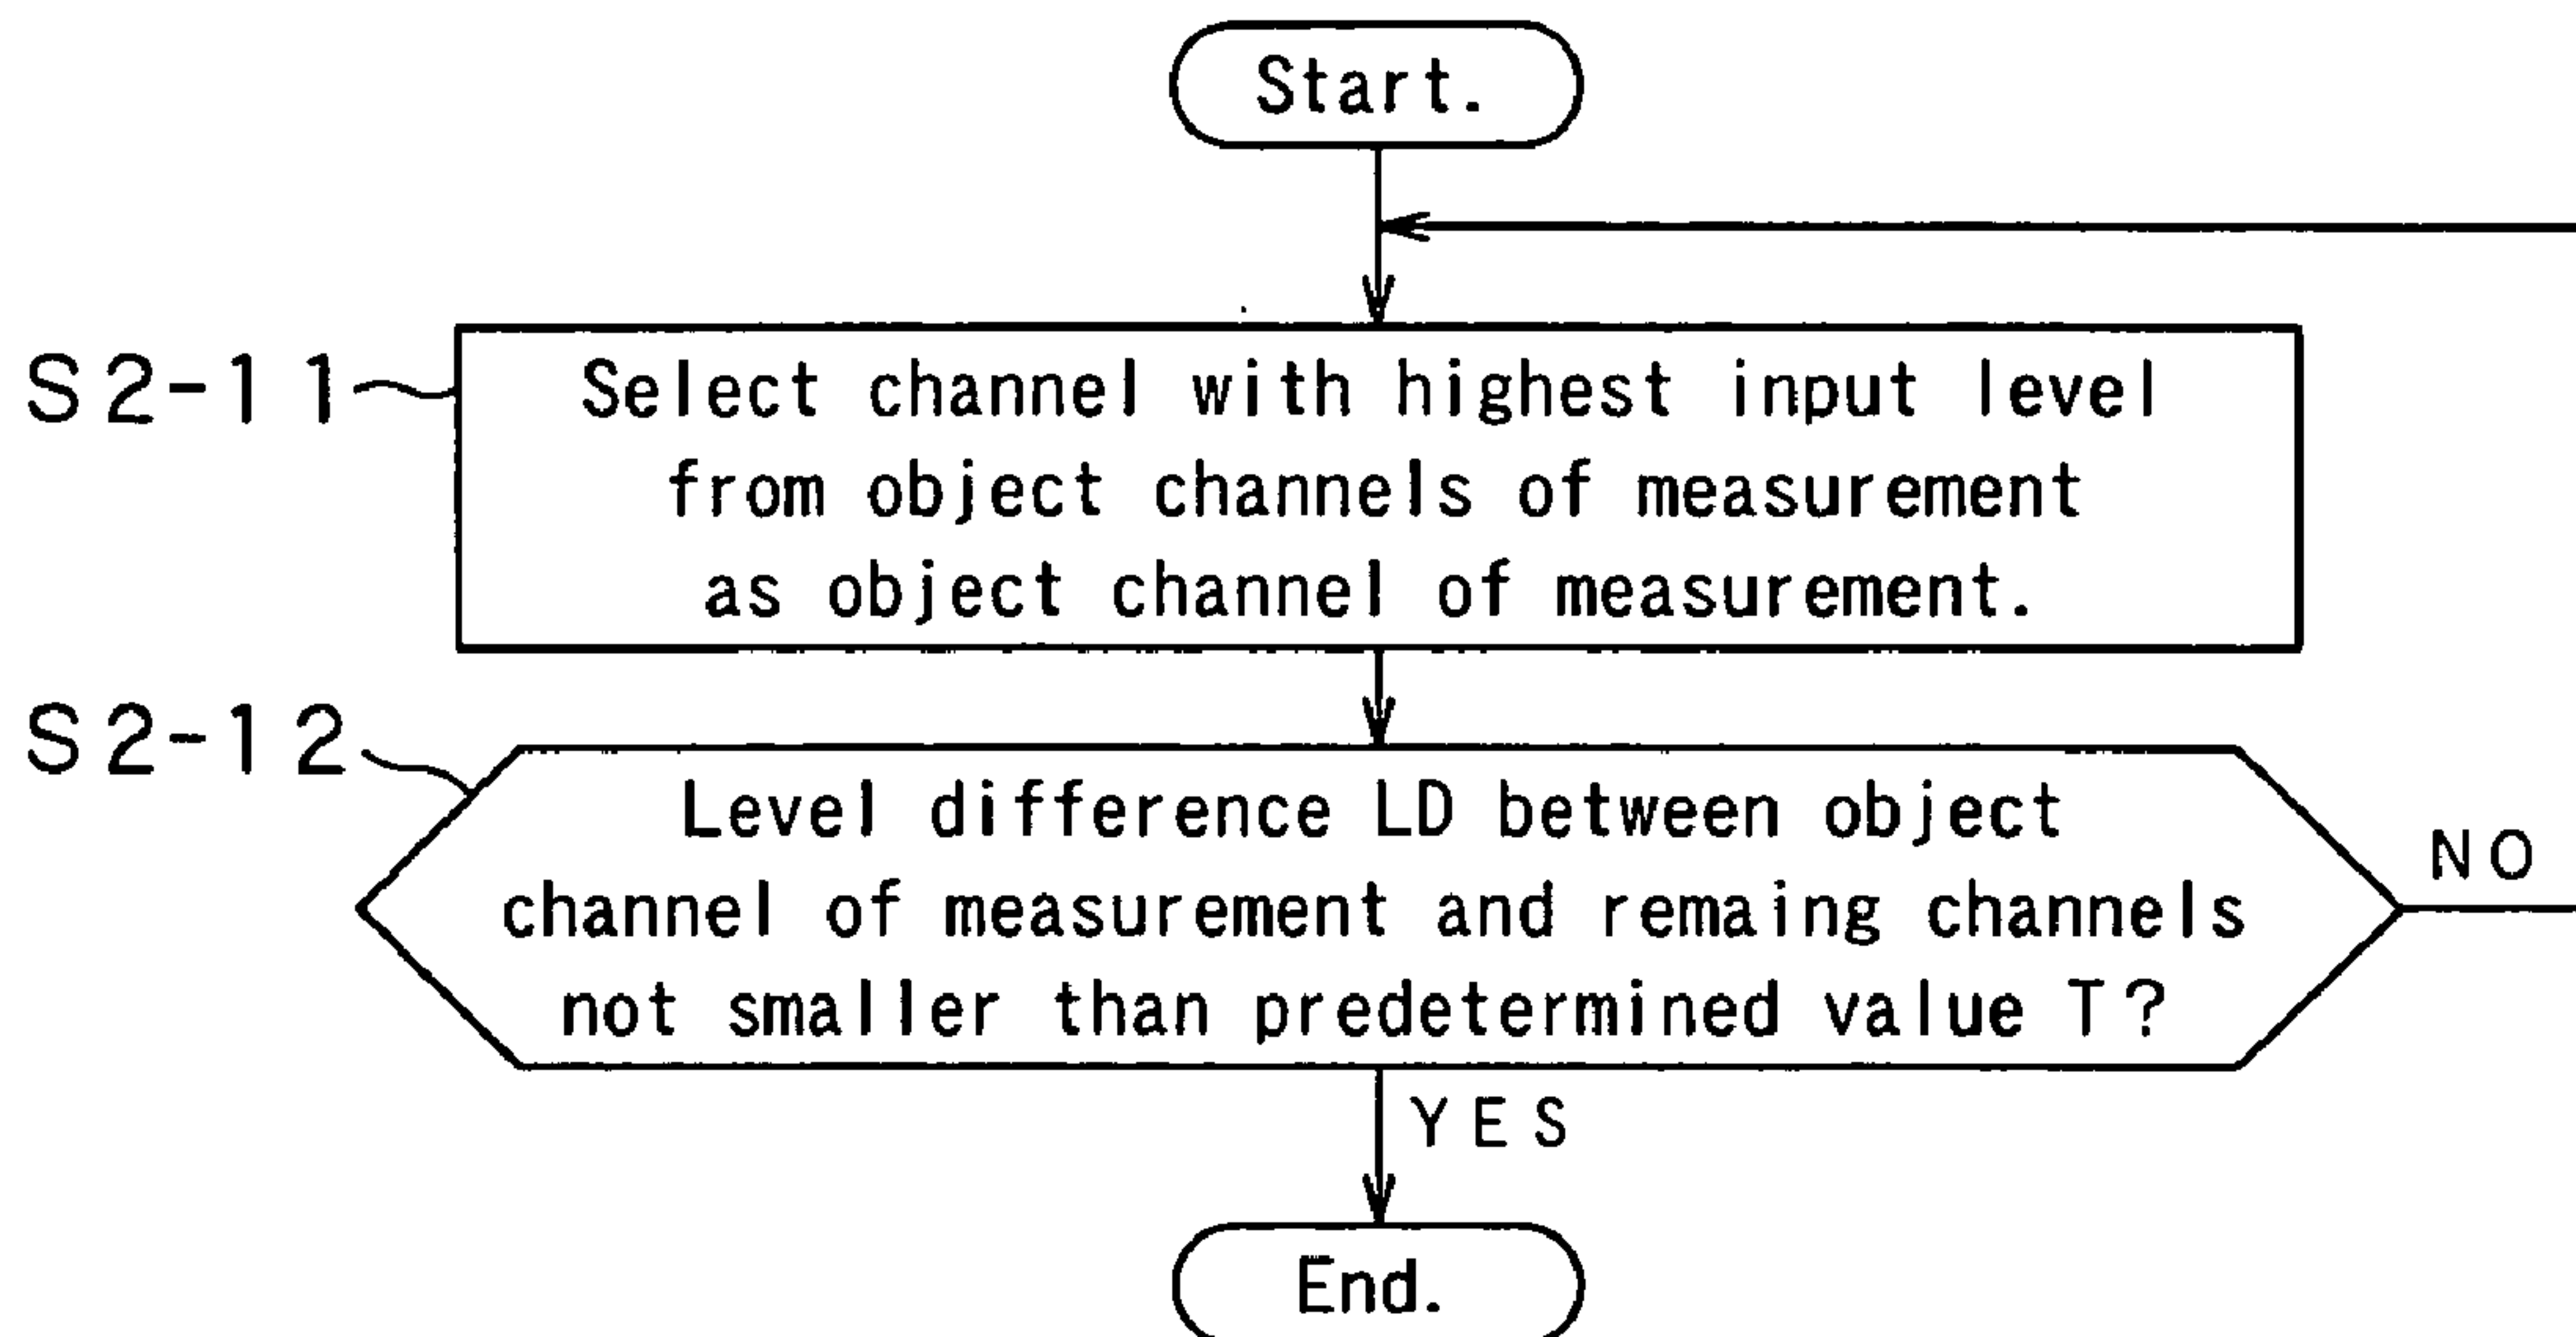 Start.
S2-11
Select channel with highest input level
from object channels of measurement
as object channel of measurement.
S2-12
Level difference LD between object
channel of measurement and remaing channels
not smaller than predetermined value T?
NO
YES
End.